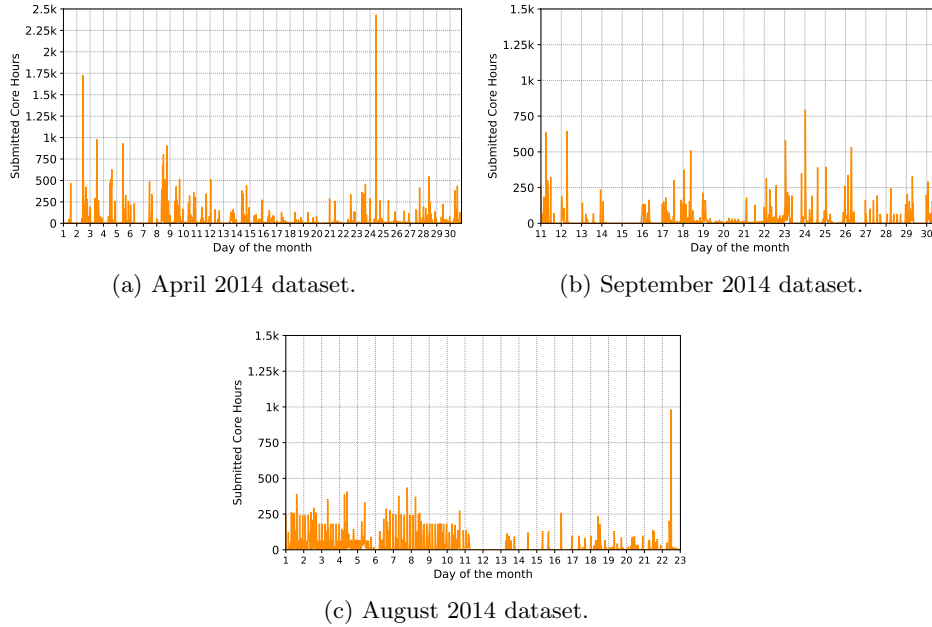 2.5k
2.25k
2k
1.75k
1.5k
1.25k
1k
750
500
250
0
Submitted Core Hours
1 2 3 4 5 6 7 8 9 10 11 12 13 14 15 16 17 18 19 20 21 22 23 24 25 26 27 28 29 30
Day of the month
(a) April 2014 dataset.
1.5k
1.25k
1k
750
500
250
0
Submitted Core Hours
11 12 13 14 15 16 17 18 19 20 21 22 23 24 25 26 27 28 29 30
Day of the month
(b) September 2014 dataset.
1.5k
1.25k
1k
750
500
250
0
Submitted Core Hours
1 2 3 4 5 6 7 8 9 10 11 12 13 14 15 16 17 18 19 20 21 22 23
Day of the month
(c) August 2014 dataset.